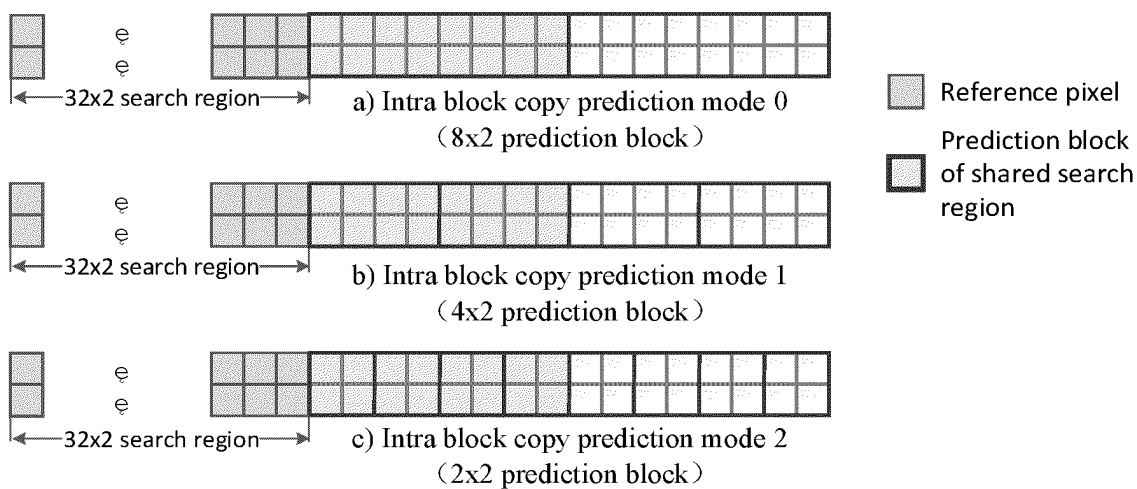 ę
ę
32x2 search region
a) Intra block copy prediction mode 0
（8x2 prediction block）
ę
ę
32x2 search region
b) Intra block copy prediction mode 1
（4x2 prediction block）
ę
ę
32x2 search region
c) Intra block copy prediction mode 2
（2x2 prediction block）
Reference pixel
Prediction block
of shared search
region